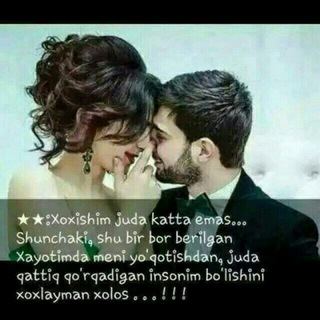 ★★;Xoxishim juda katta emas...
Shunchaki, shu bir bor berilgan
Xayotimda meni yo'qotishdan, juda
qattiq qo'rqadigan insonim bo'lishini
xoxlayman xolos . . . ! ! !